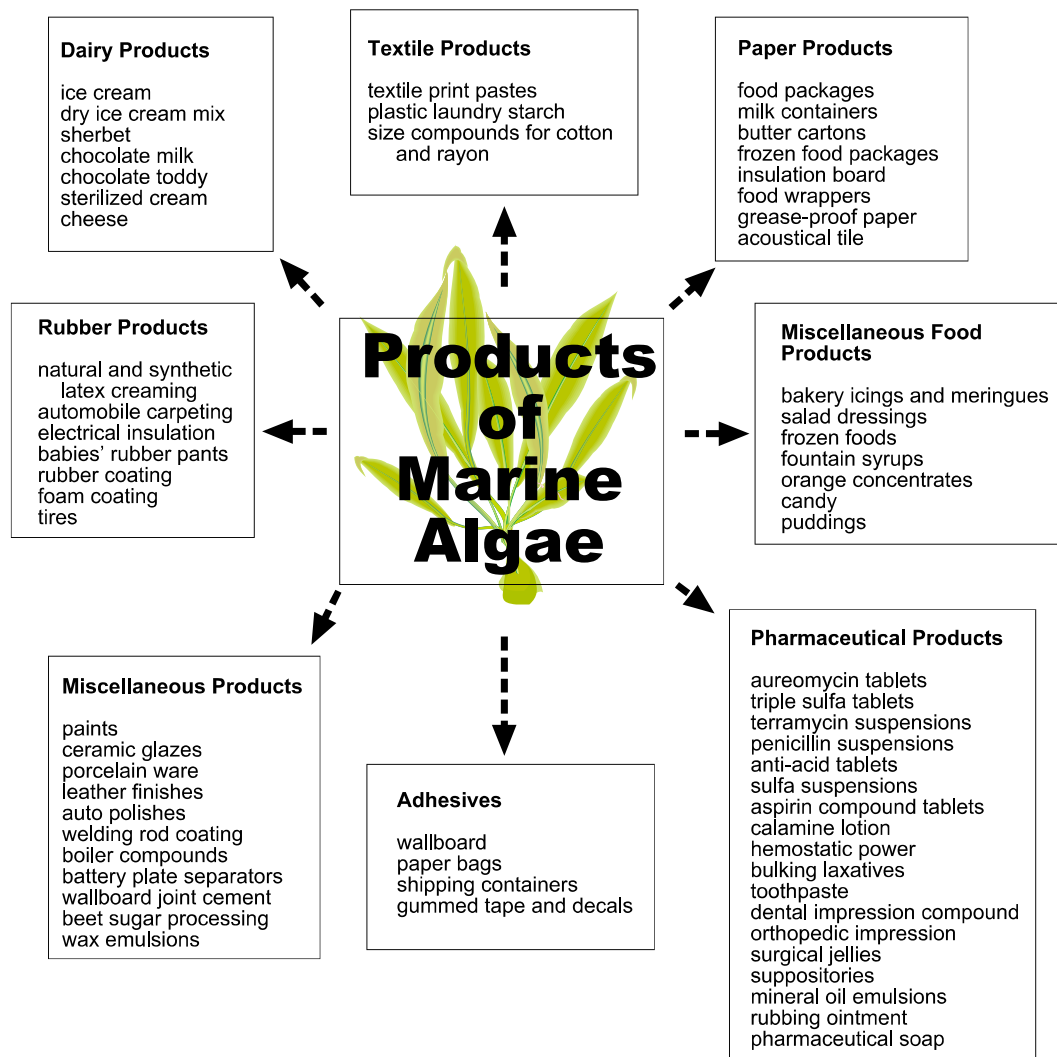 Dairy Products
ice cream
dry ice cream mix
sherbet
chocolate milk
chocolate toddy
sterilized cream
cheese
Textile Products
textile print pastes
plastic laundry starch
size compounds for cotton
and rayon
Paper Products
food packages
milk containers
butter cartons
frozen food packages
insulation board
food wrappers
grease-proof paper
acoustical tile
Rubber Products
natural and synthetic
latex creaming
automobile carpeting
electrical insulation
babies’ rubber pants
rubber coating
foam coating
tires
Products
of
Marine
Algae
Miscellaneous Food
Products
bakery icings and meringues
salad dressings
frozen foods
fountain syrups
orange concentrates
candy
puddings
Miscellaneous Products
paints
ceramic glazes
porcelain ware
leather finishes
auto polishes
welding rod coating
boiler compounds
battery plate separators
wallboard joint cement
beet sugar processing
wax emulsions
Adhesives
wallboard
paper bags
shipping containers
gummed tape and decals
Pharmaceutical Products
aureomycin tablets
triple sulfa tablets
terramycin suspensions
penicillin suspensions
anti-acid tablets
sulfa suspensions
aspirin compound tablets
calamine lotion
hemostatic power
bulking laxatives
toothpaste
dental impression compound
orthopedic impression
surgical jellies
suppositories
mineral oil emulsions
rubbing ointment
pharmaceutical soap